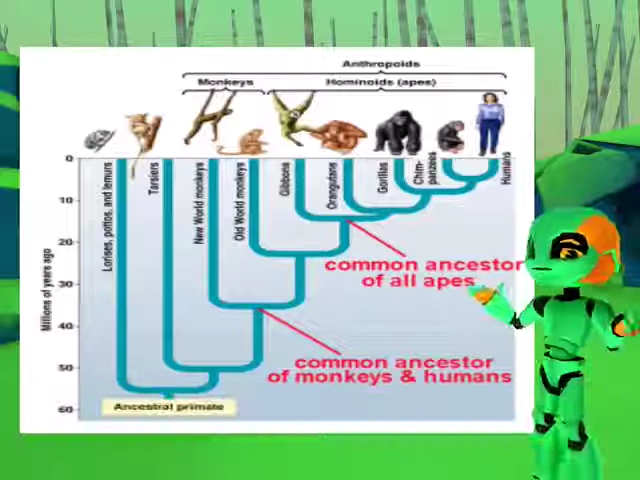 Anthropoids
Monkeys
Hominoids (apes)
0
10
20
30
40
50
60
Millions of years ago
Lorises, pottos, and lemurs
Tarsiers
New World monkeys
Old World monkeys
Gibbons
Orangutans
Gorillas
Chim-
panzees
Humans
common ancestor
of all apes
common ancestor
of monkeys & humans
Ancestral primate